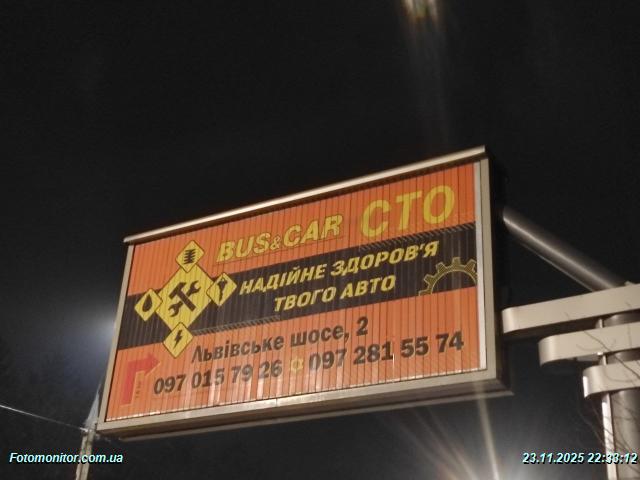 BUS&CAR СТО
НАДІЙНЕ ЗДОРОВ'Я
ТВОГО АВТО
Львівське шосе, 2
097 015 79 26 097 281 55 74
Fotomonitor.com.ua
23.11.2025 22:33:12